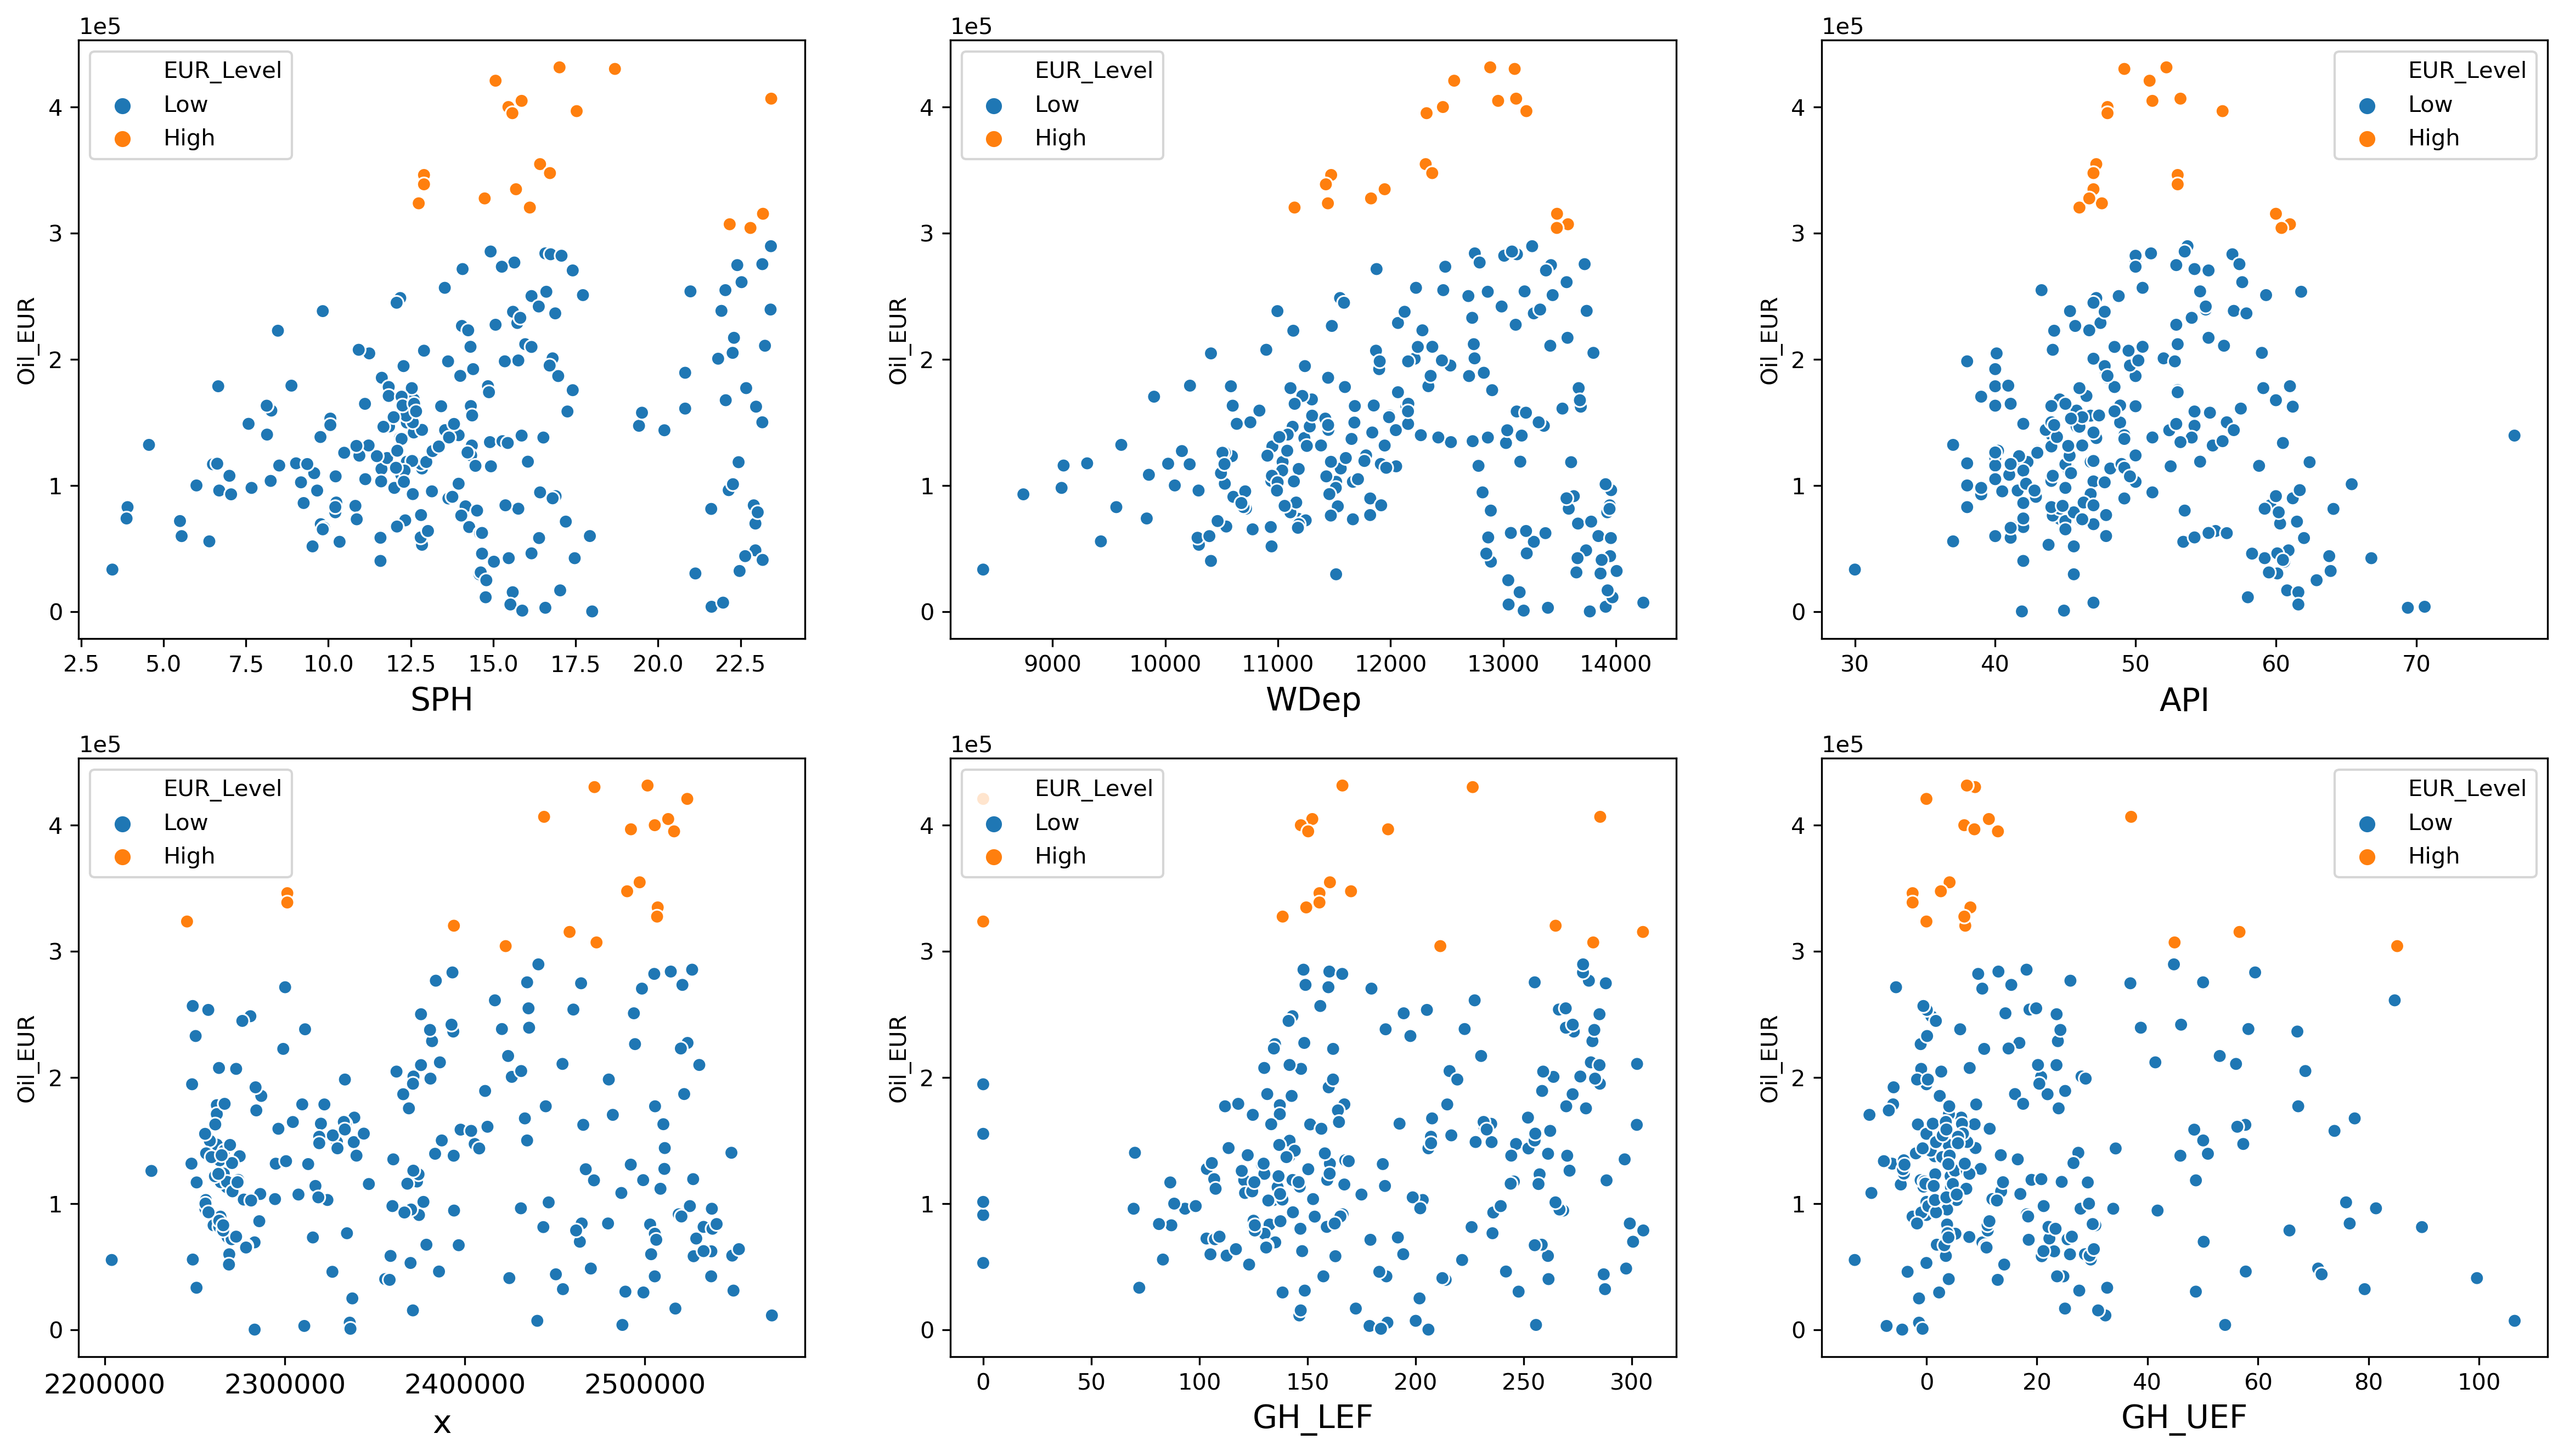 1e5
EUR_Level
Low
High
4
3
2
1
0
Oil_EUR
2.5 5.0 7.5 10.0 12.5 15.0 17.5 20.0 22.5
SPH
1e5
EUR_Level
Low
High
4
3
2
1
0
Oil_EUR
9000 10000 11000 12000 13000 14000
WDep
1e5
EUR_Level
Low
High
4
3
2
1
0
Oil_EUR
30 40 50 60 70
API
1e5
EUR_Level
Low
High
4
3
2
1
0
Oil_EUR
2200000 2300000 2400000 2500000
x
1e5
EUR_Level
Low
High
4
3
2
1
0
Oil_EUR
0 50 100 150 200 250 300
GH_LEF
1e5
EUR_Level
Low
High
4
3
2
1
0
Oil_EUR
0 20 40 60 80 100
GH_UEF